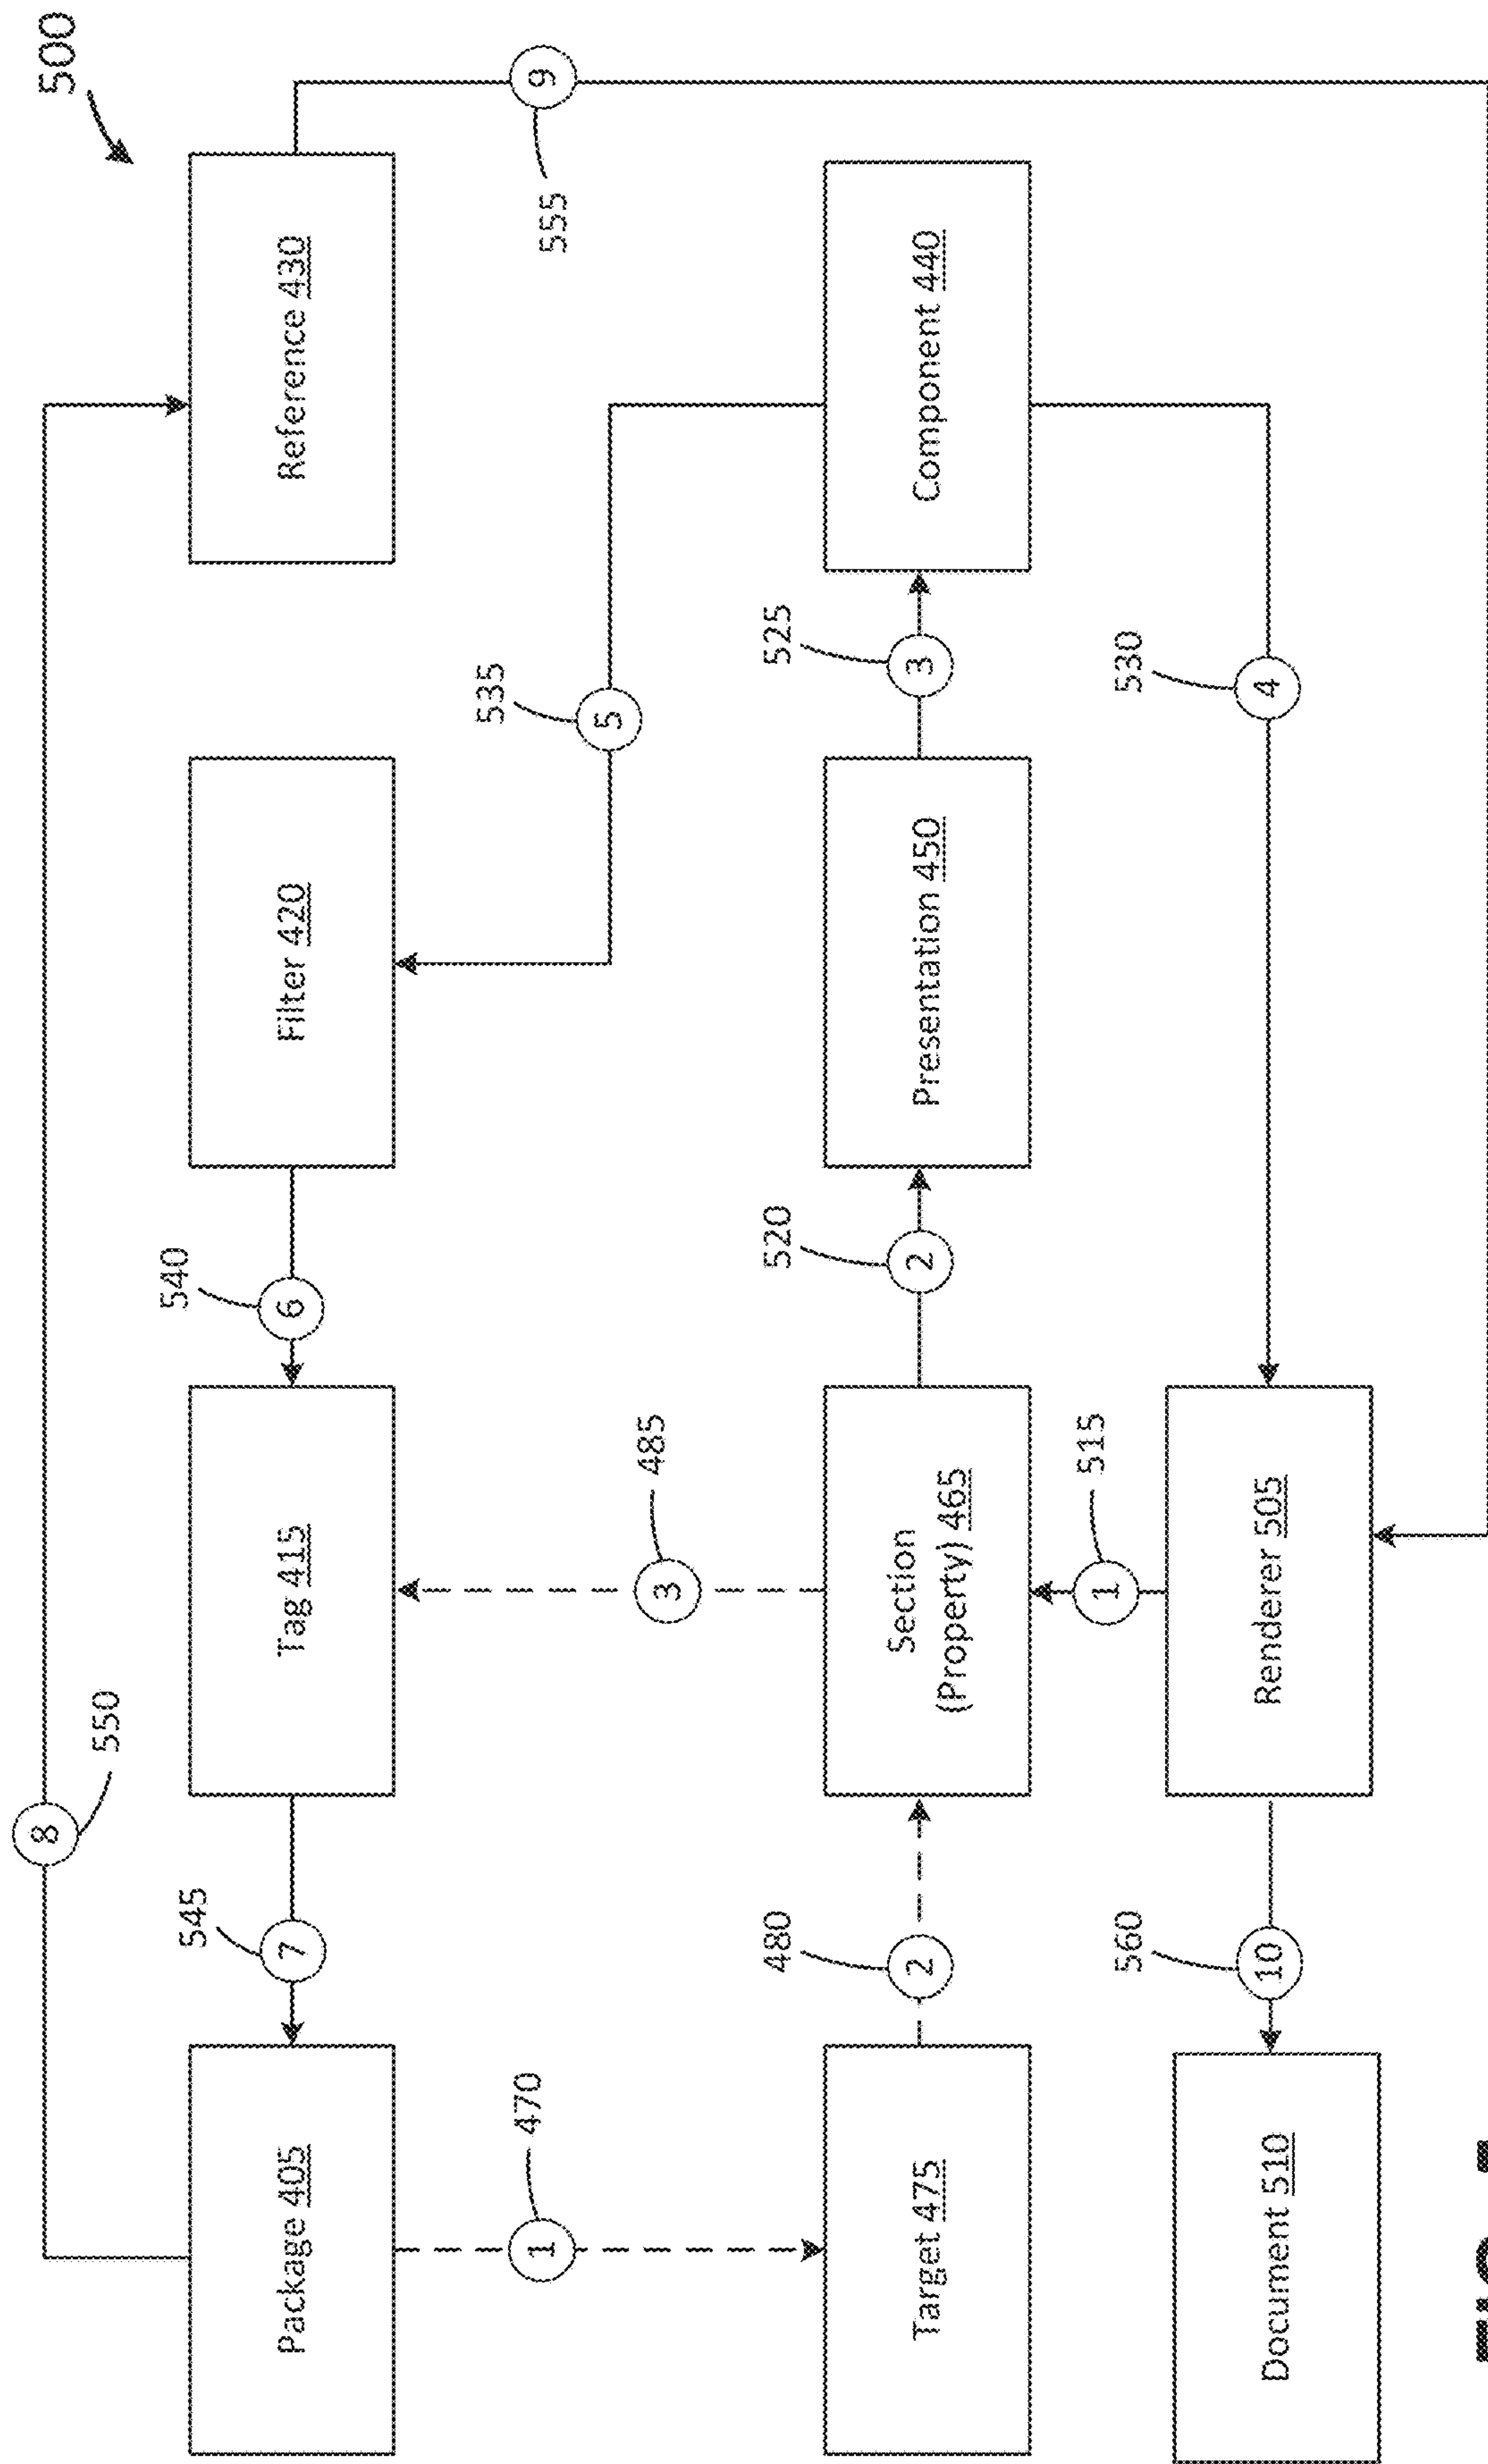 500
8
550
Package 405
7
545
Tag 415
6
540
Filter 420
Reference 430
9
555
1
470
3
485
5
535
Target 475
2
480
Section
(Property) 465
2
520
Presentation 450
3
525
Component 440
1
515
4
530
Document 510
10
560
Renderer 505